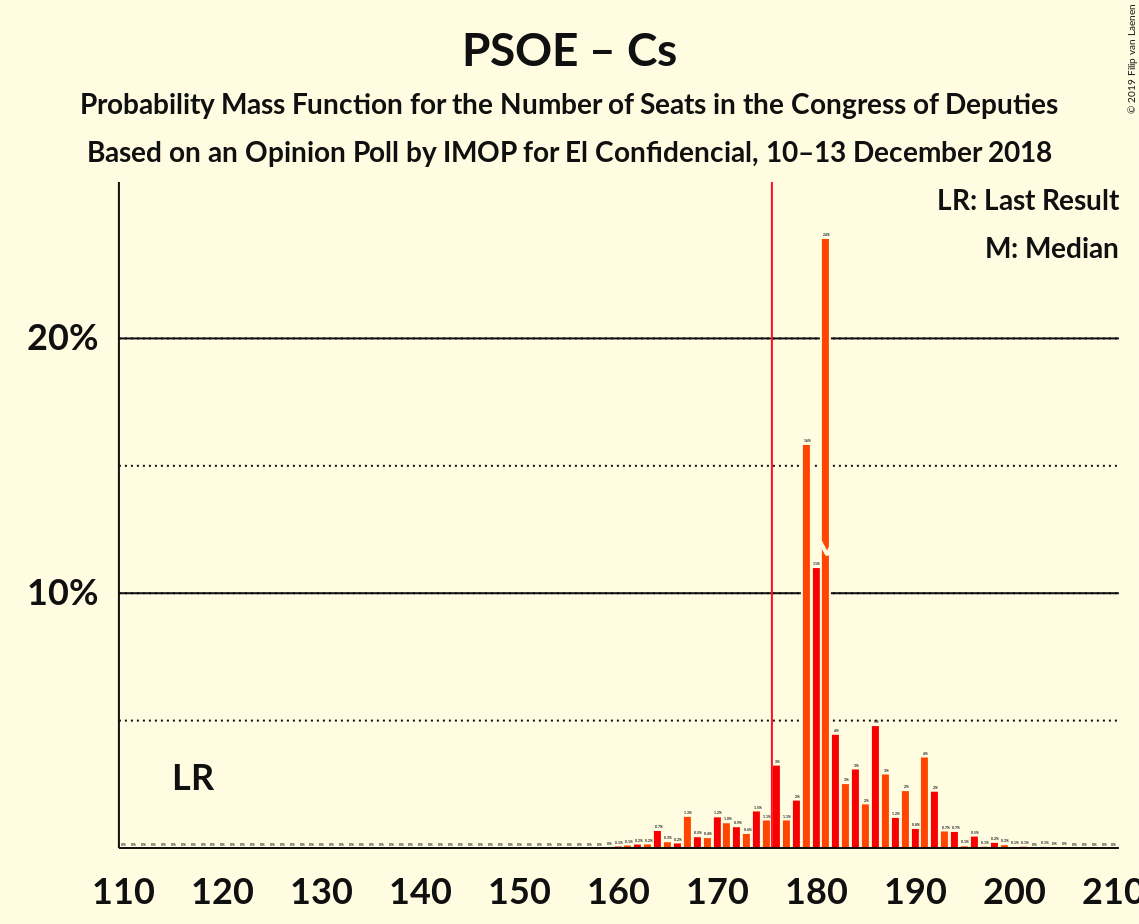 PSOE – Cs
Probability Mass Function for the Number of Seats in the Congress of Deputies
Based on an Opinion Poll by IMOP for El Confidencial, 10–13 December 2018
© 2019 Filip van Laenen
LR: Last Result
M: Median
20%
10%
LR
M
110 120 130 140 150 160 170 180 190 200 210